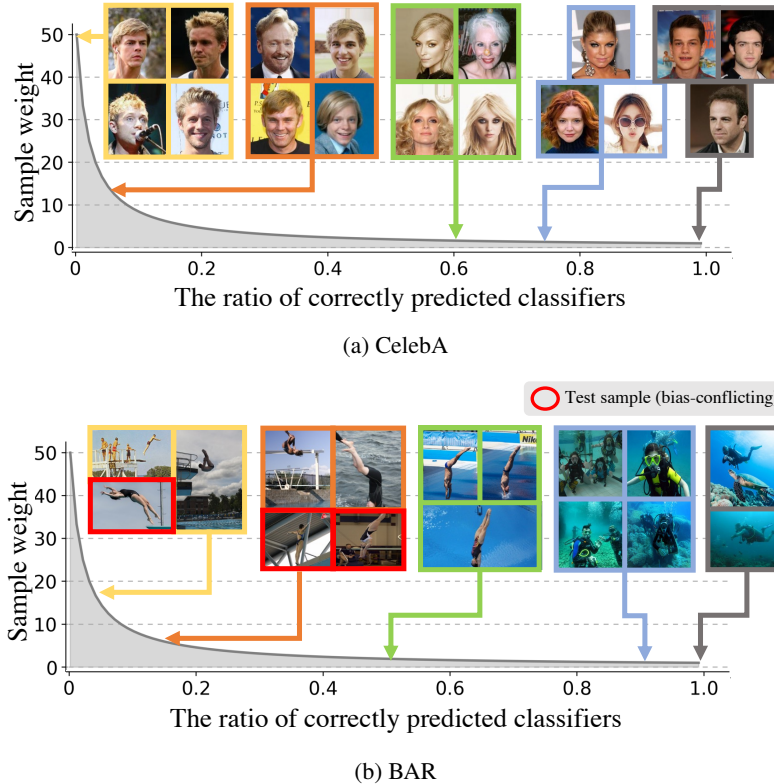 Sample weight
50
40
30
20
10
0
0 0.2 0.4 0.6 0.8 1.0
The ratio of correctly predicted classifiers
(a) CelebA
Test sample (bias-conflicting
Sample weight
50
40
30
20
10
0
Nik
0 0.2 0.4 0.6 0.8 1.0
The ratio of correctly predicted classifiers
(b) BAR